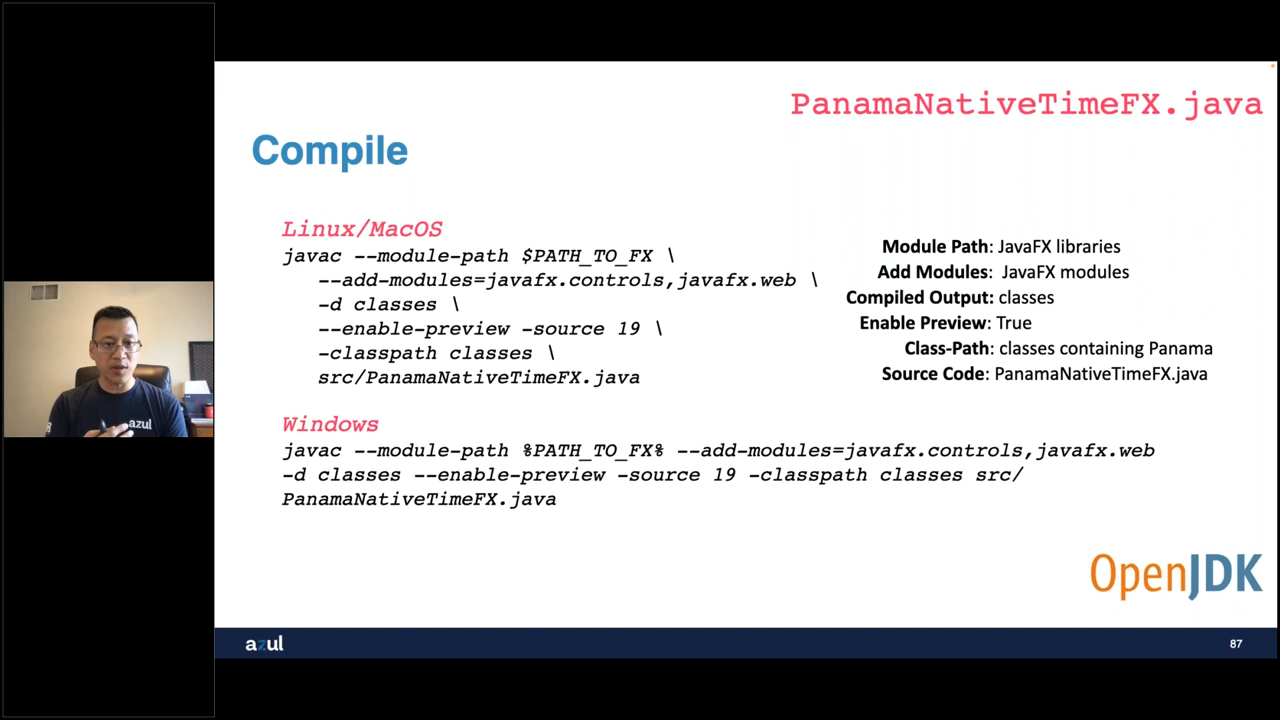 PanamaNativeTimeFX.java
Compile
Linux/MacOS
javac --module-path $PATH_TO_FX \
--add-modules=javafx.controls,javafx.web \
-d classes \
--enable-preview -source 19 \
-classpath classes \
src/PanamaNativeTimeFX.java
Module Path: JavaFX libraries
Add Modules: JavaFX modules
Compiled Output: classes
Enable Preview: True
Class-Path: classes containing Panama
Source Code: PanamaNativeTimeFX.java
Windows
javac --module-path %PATH_TO_FX% --add-modules=javafx.controls,javafx.web
-d classes --enable-preview -source 19 -classpath classes src/
PanamaNativeTimeFX.java
azul
OpenJDK
azul
87